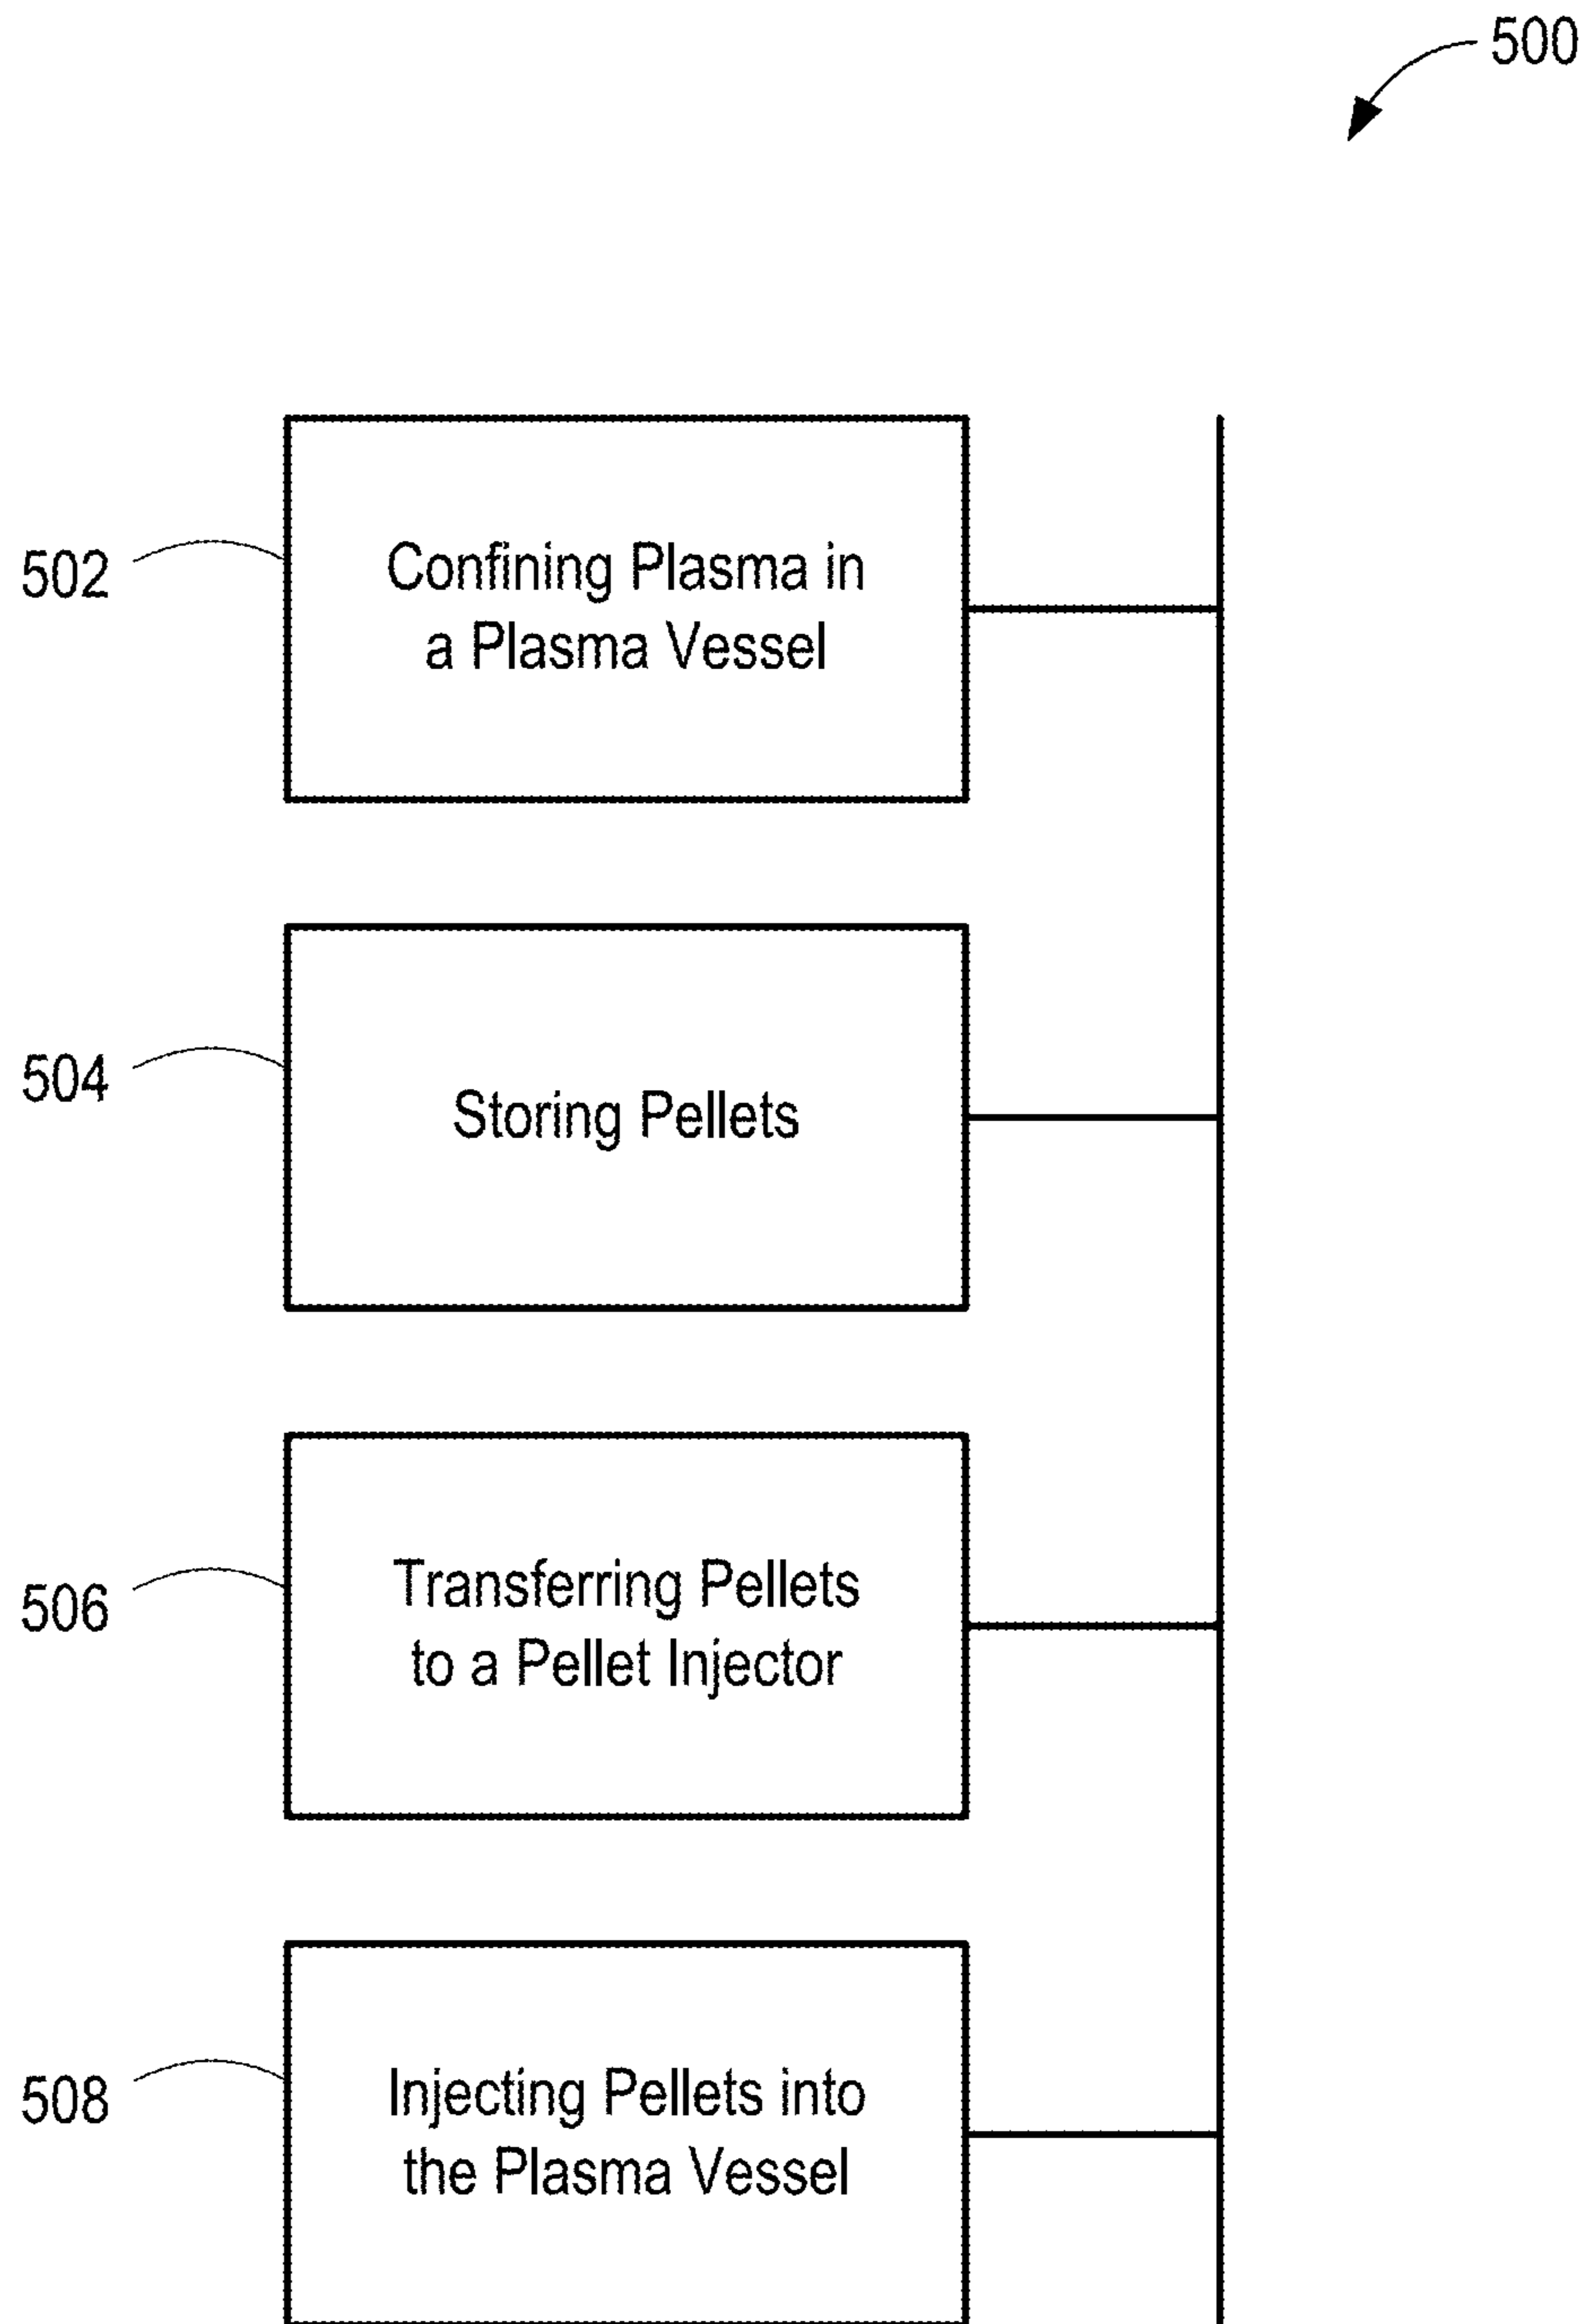 500
502
Confining Plasma in
a Plasma Vessel
504
Storing Pellets
506
Transferring Pellets
to a Pellet Injector
508
Injecting Pellets into
the Plasma Vessel